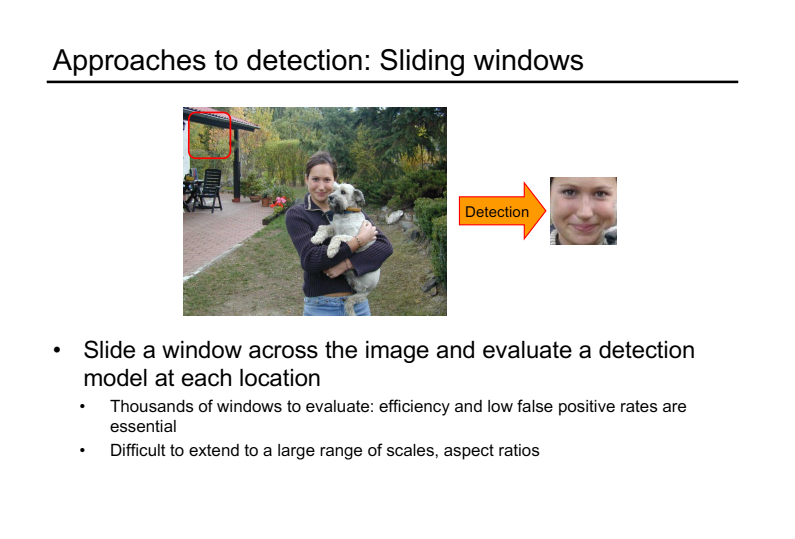 Approaches to detection: Sliding windows
Detection
• Slide a window across the image and evaluate a detection
model at each location
• Thousands of windows to evaluate: efficiency and low false positive rates are
essential
• Difficult to extend to a large range of scales, aspect ratios